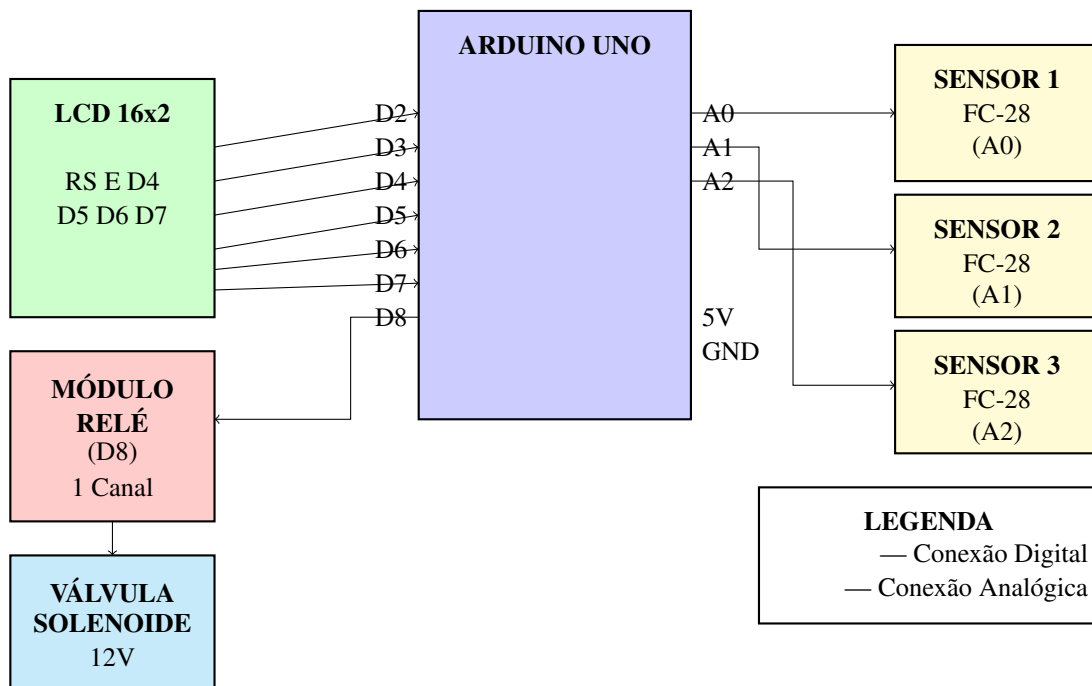 ARDUINO UNO
LCD 16x2
RS E D4
D5 D6 D7
D2
D3
D4
D5
D6
D7
D8
A0
A1
A2
5V
GND
SENSOR 1
FC-28
(A0)
SENSOR 2
FC-28
(A1)
SENSOR 3
FC-28
(A2)
MÓDULO
RELÉ
(D8)
1 Canal
VÁLVULA
SOLENOIDE
12V
LEGENDA
— Conexão Digital
— Conexão Analógica